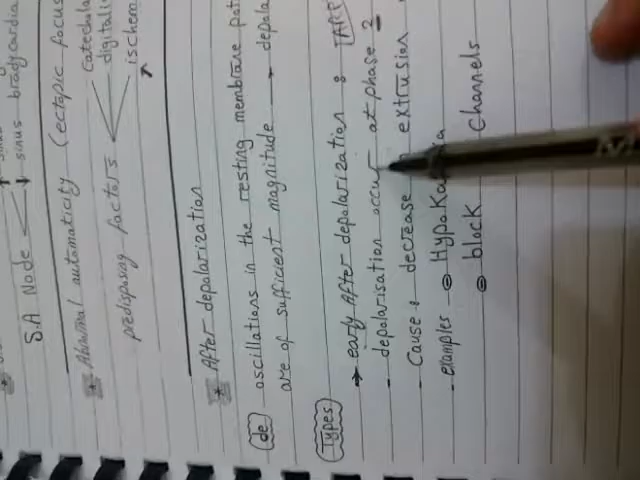 S.A Node
sinus bradycardia
Abnormal automaticity (ectopic focus
predisposing factors
catechola
digitalis
ischem
After depolarization
(de) oscillations in the resting membrane pot
are of sufficient magnitude → depola
Types
→ early After depolarization : [ARP
- depolarisation occur at phase 2
- Cause : decrease extrusion
- examples HypoKa a
block channels